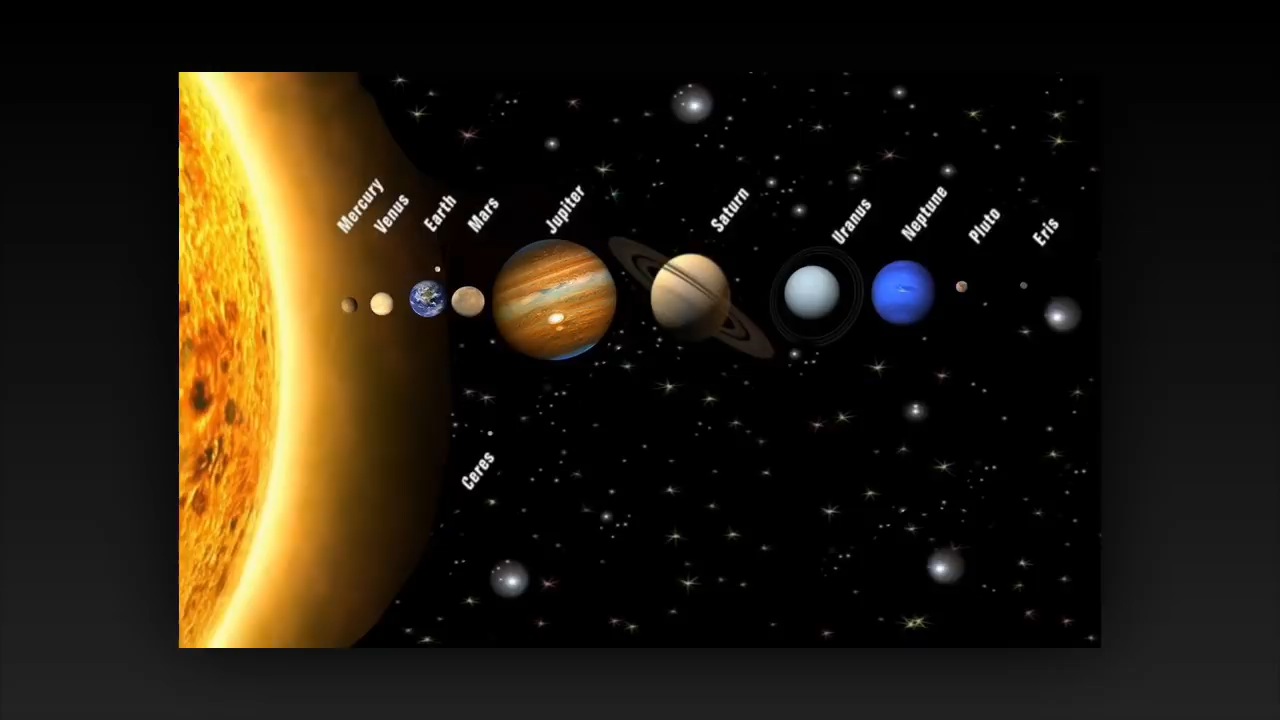 Mercury
Venus
Earth
Mars
Jupiter
Saturn
Uranus
Neptune
Pluto
Eris
Ceres